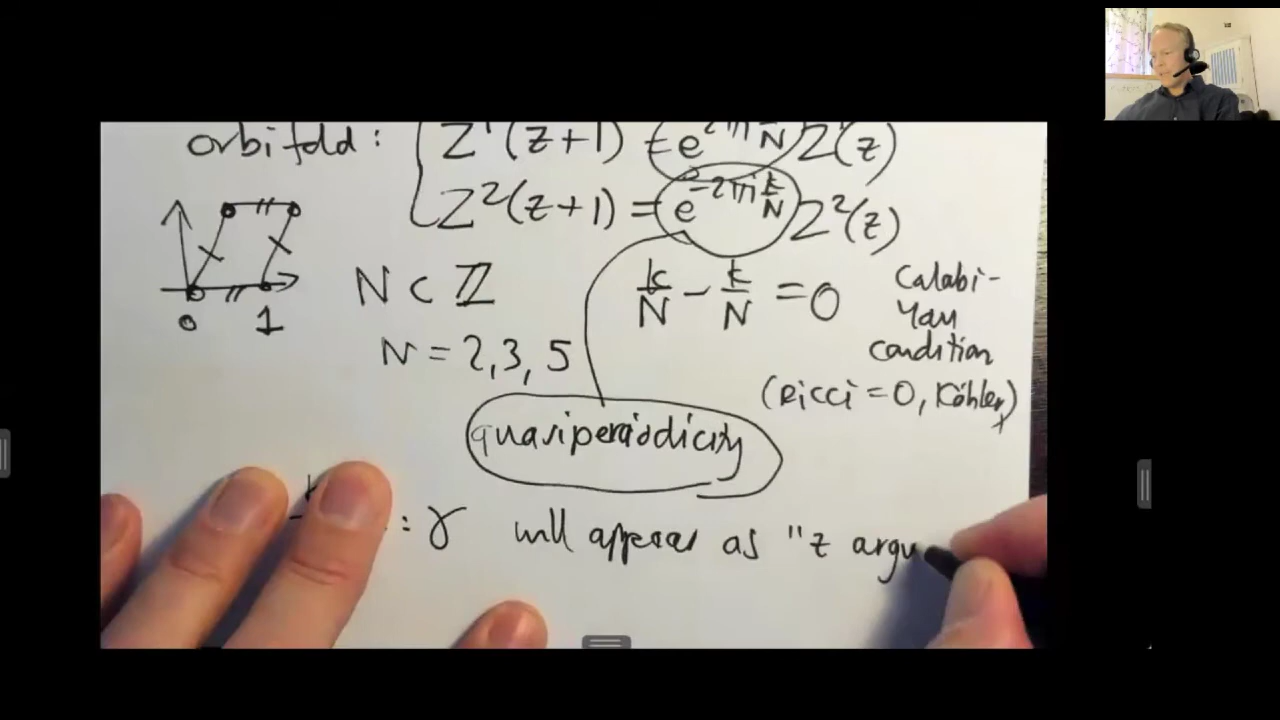 orbifold: Z¹(z+1) = e^{2πi k/N} Z¹(z)
Z²(z+1) = e^{-2πi k/N} Z²(z)
0 1
N ⊂ ℤ
N = 2,3,5
k/N - k/N = 0
Calabi-
Yau
condition
(Ricci = 0, Kähler)
quasiperiodicity
:= γ will appear as "z argu